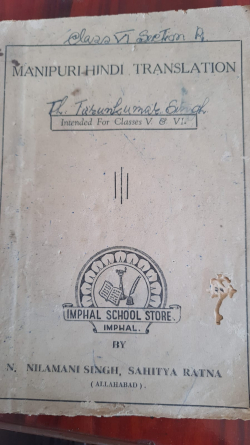 Class VI Section B
MANIPURI-HINDI TRANSLATION
Th. Tarunkumar Singh
Intended For Classes V & VI.
IMPHAL SCHOOL STORE.
IMPHAL.
BY
N. NILAMANI SINGH, SAHITYA RATNA
(ALLAHABAD).